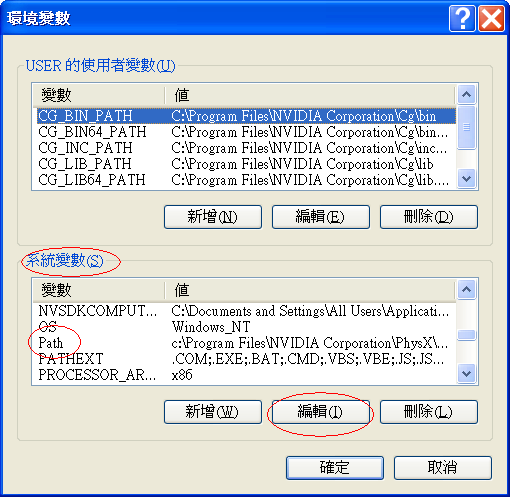 環境變數
USER 的使用者變數(U)
變數 值
CG_BIN_PATH C:\Program Files\NVIDIA Corporation\Cg\bin
CG_BIN64_PATH C:\Program Files\NVIDIA Corporation\Cg\bin...
CG_INC_PATH C:\Program Files\NVIDIA Corporation\Cg\inc...
CG_LIB_PATH C:\Program Files\NVIDIA Corporation\Cg\lib
CG_LIB64_PATH C:\Program Files\NVIDIA Corporation\Cg\lib....
新增(N) 編輯(E) 刪除(D)
系統變數(S)
變數 值
NVSDKCOMPUT... C:\Documents and Settings\All Users\Applicatio...
OS Windows_NT
Path c:\Program Files\NVIDIA Corporation\PhysX\...
PATHEXT .COM;.EXE;.BAT;.CMD;.VBS;.VBE;.JS;.JS...
PROCESSOR_AR... x86
新增(W) 編輯(I) 刪除(L)
確定 取消